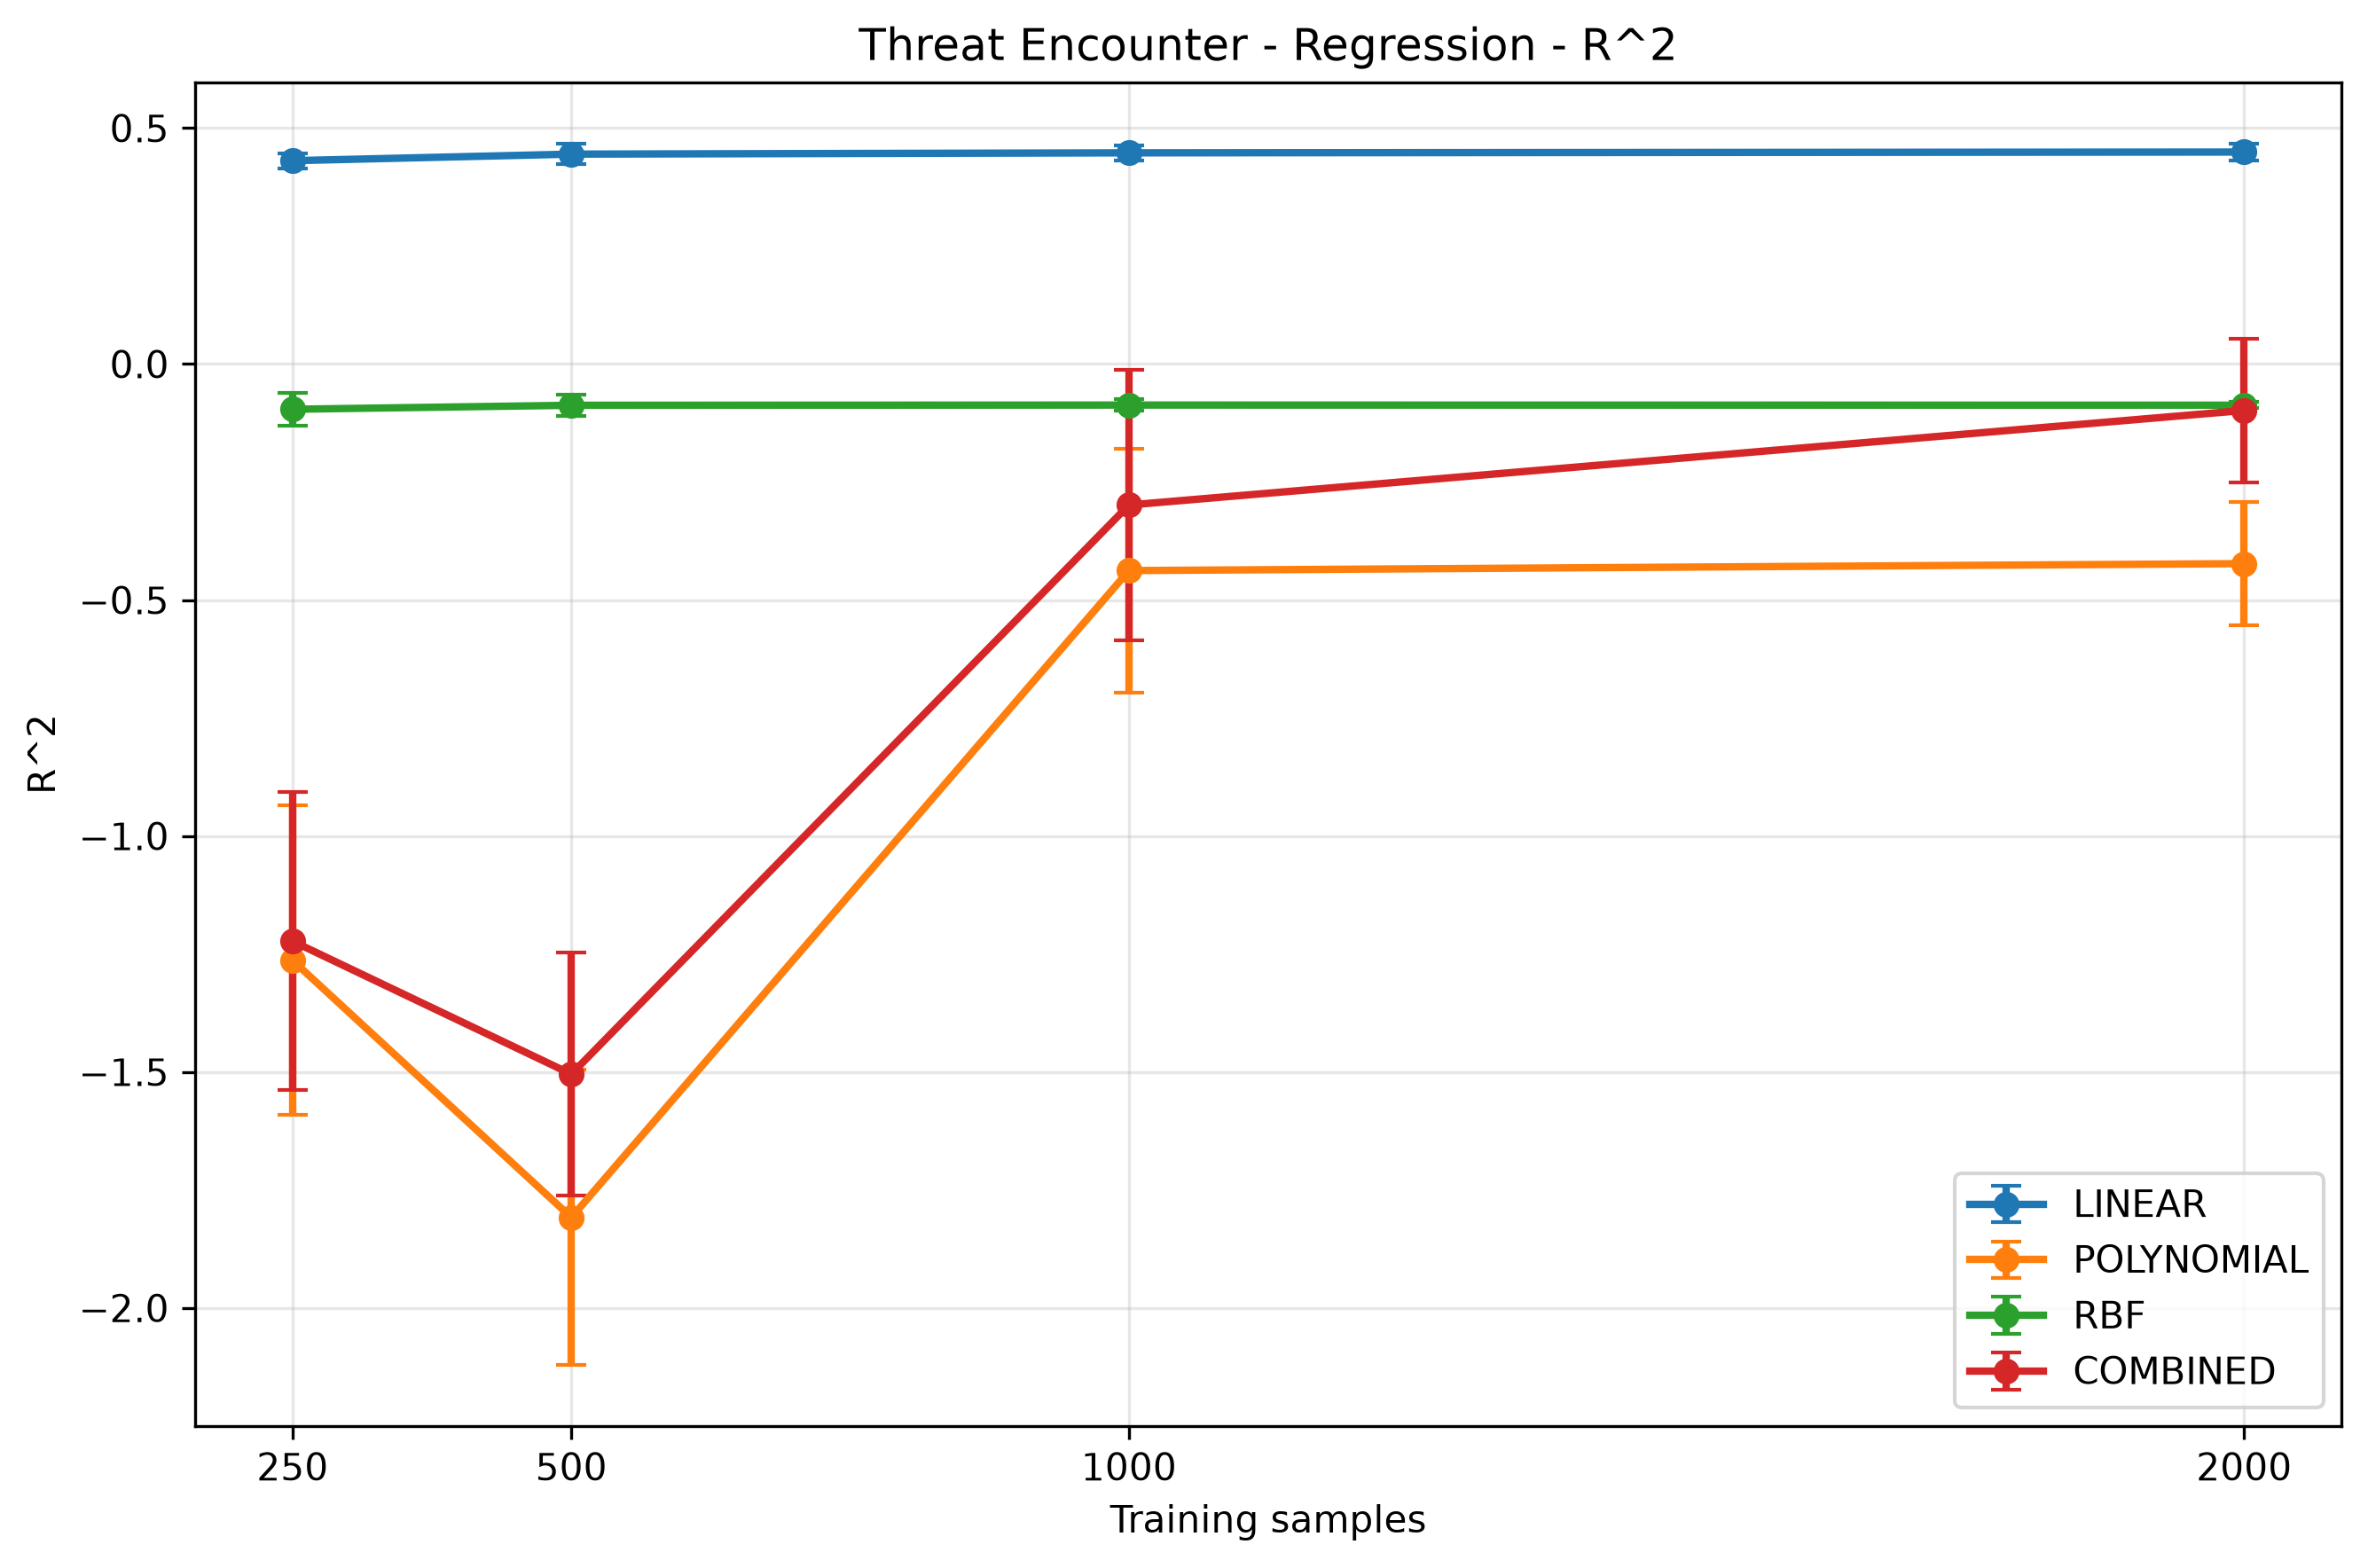 Threat Encounter - Regression - R^2
0.5
0.0
−0.5
−1.0
−1.5
−2.0
R^2
250
500
1000
2000
Training samples
LINEAR
POLYNOMIAL
RBF
COMBINED